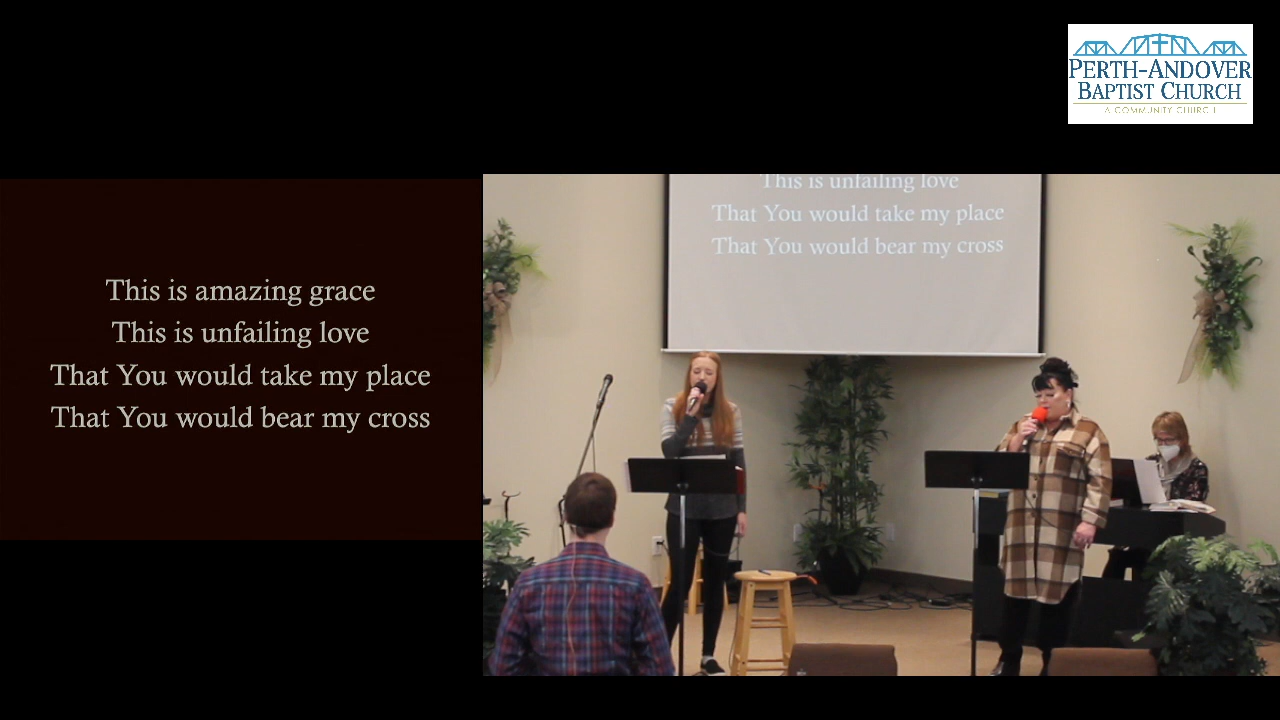 PERTH-ANDOVER
BAPTIST CHURCH
A COMMUNITY CHURCH
This is amazing grace
This is unfailing love
That You would take my place
That You would bear my cross
This is unfailing love
That You would take my place
That You would bear my cross